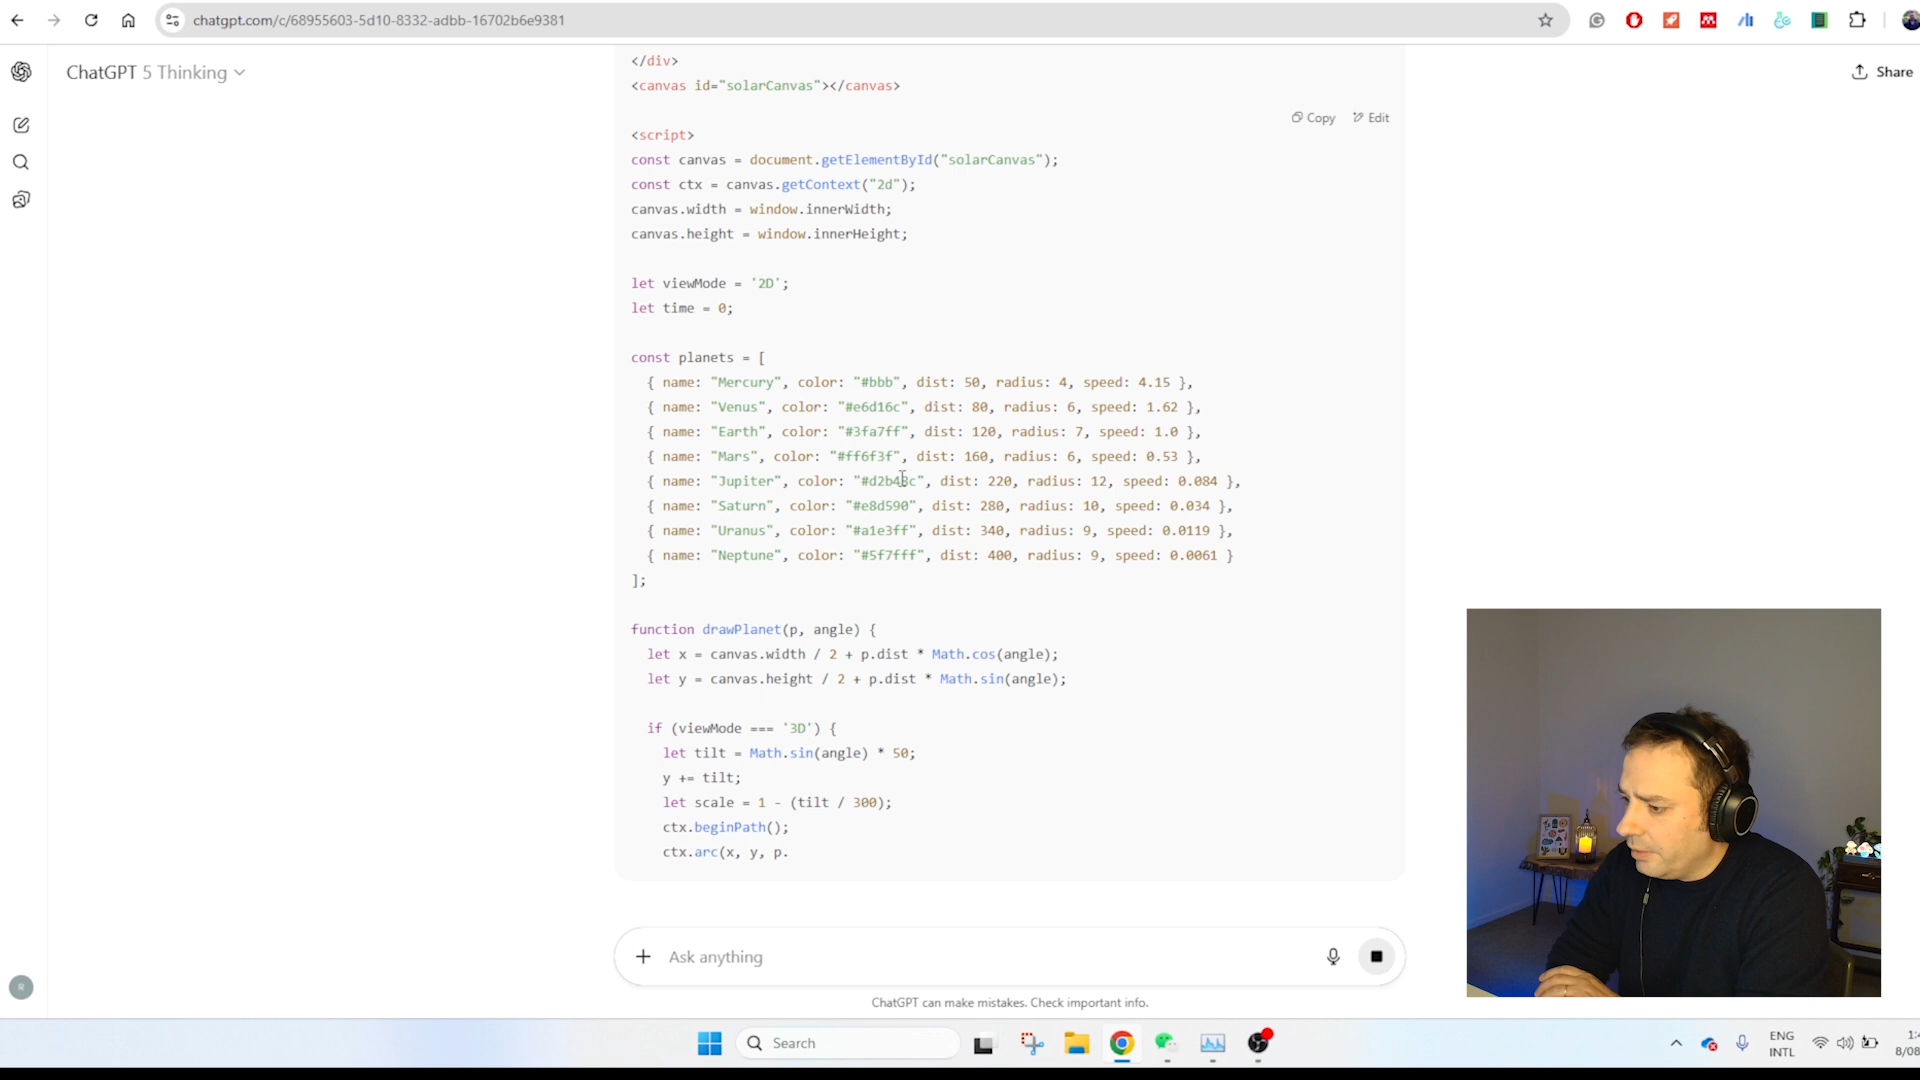 chatgpt.com/c/68955603-5d10-8332-adbb-16702b6e9381
ChatGPT 5 Thinking
Share
</div>
<canvas id="solarCanvas"></canvas>
Copy Edit
<script>
const canvas = document.getElementById("solarCanvas");
const ctx = canvas.getContext("2d");
canvas.width = window.innerWidth;
canvas.height = window.innerHeight;
let viewMode = '2D';
let time = 0;
const planets = [
{ name: "Mercury", color: "#bbb", dist: 50, radius: 4, speed: 4.15 },
{ name: "Venus", color: "#e6d16c", dist: 80, radius: 6, speed: 1.62 },
{ name: "Earth", color: "#3fa7ff", dist: 120, radius: 7, speed: 1.0 },
{ name: "Mars", color: "#ff6f3f", dist: 160, radius: 6, speed: 0.53 },
{ name: "Jupiter", color: "#d2b48c", dist: 220, radius: 12, speed: 0.084 },
{ name: "Saturn", color: "#e8d590", dist: 280, radius: 10, speed: 0.034 },
{ name: "Uranus", color: "#a1e3ff", dist: 340, radius: 9, speed: 0.0119 },
{ name: "Neptune", color: "#5f7fff", dist: 400, radius: 9, speed: 0.0061 }
];
function drawPlanet(p, angle) {
let x = canvas.width / 2 + p.dist * Math.cos(angle);
let y = canvas.height / 2 + p.dist * Math.sin(angle);
if (viewMode === '3D') {
let tilt = Math.sin(angle) * 50;
y += tilt;
let scale = 1 - (tilt / 300);
ctx.beginPath();
ctx.arc(x, y, p.
Ask anything
R
ChatGPT can make mistakes. Check important info.
Search
ENG
INTL
1:4
8/08